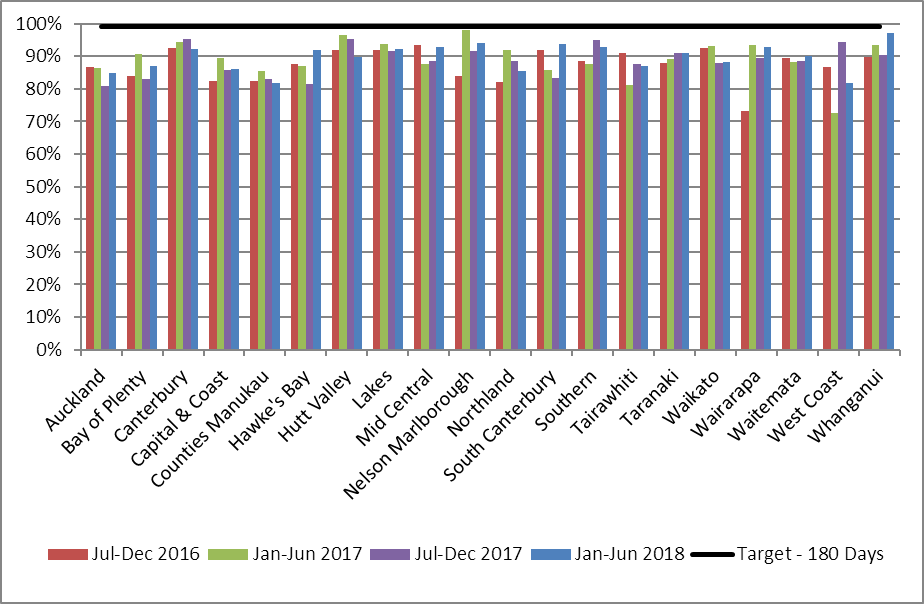 100%
90%
80%
70%
60%
50%
40%
30%
20%
10%
0%
Auckland
Bay of Plenty
Canterbury
Capital & Coast
Counties Manukau
Hawke's Bay
Hutt Valley
Lakes
Mid Central
Nelson Marlborough
Northland
South Canterbury
Southern
Tairawhiti
Taranaki
Waikato
Wairarapa
Waitemata
West Coast
Whanganui
Jul-Dec 2016 Jan-Jun 2017 Jul-Dec 2017 Jan-Jun 2018 Target - 180 Days